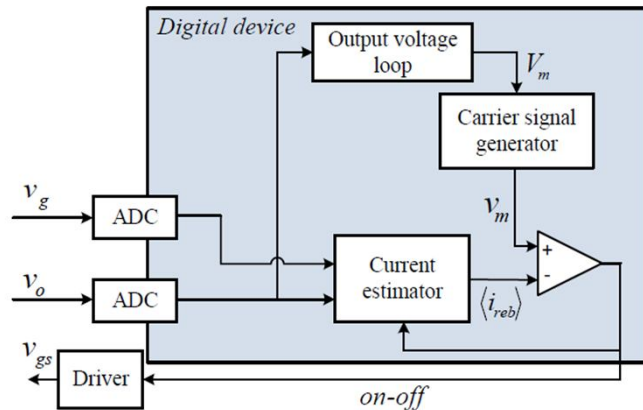 Digital device
Output voltage
loop
V_m
Carrier signal
generator
v_g
ADC
v_m
+
-
v_o
ADC
Current
estimator
⟨i_reb⟩
v_gs
Driver
on-off